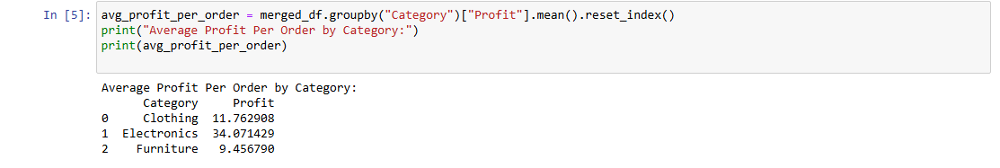 In [5]: avg_profit_per_order = merged_df.groupby("Category")["Profit"].mean().reset_index()
print("Average Profit Per Order by Category:")
print(avg_profit_per_order)
Average Profit Per Order by Category:
Category Profit
0 Clothing 11.762908
1 Electronics 34.071429
2 Furniture 9.456790